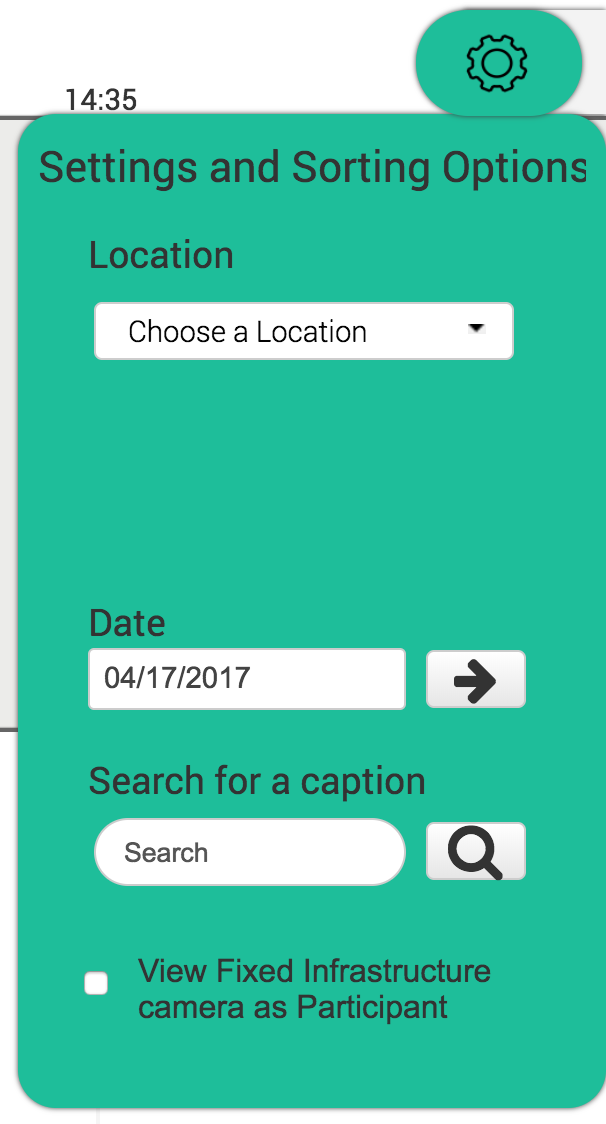 14:35
Settings and Sorting Options
Location
Choose a Location
Date
04/17/2017
Search for a caption
Search
View Fixed Infrastructure
camera as Participant